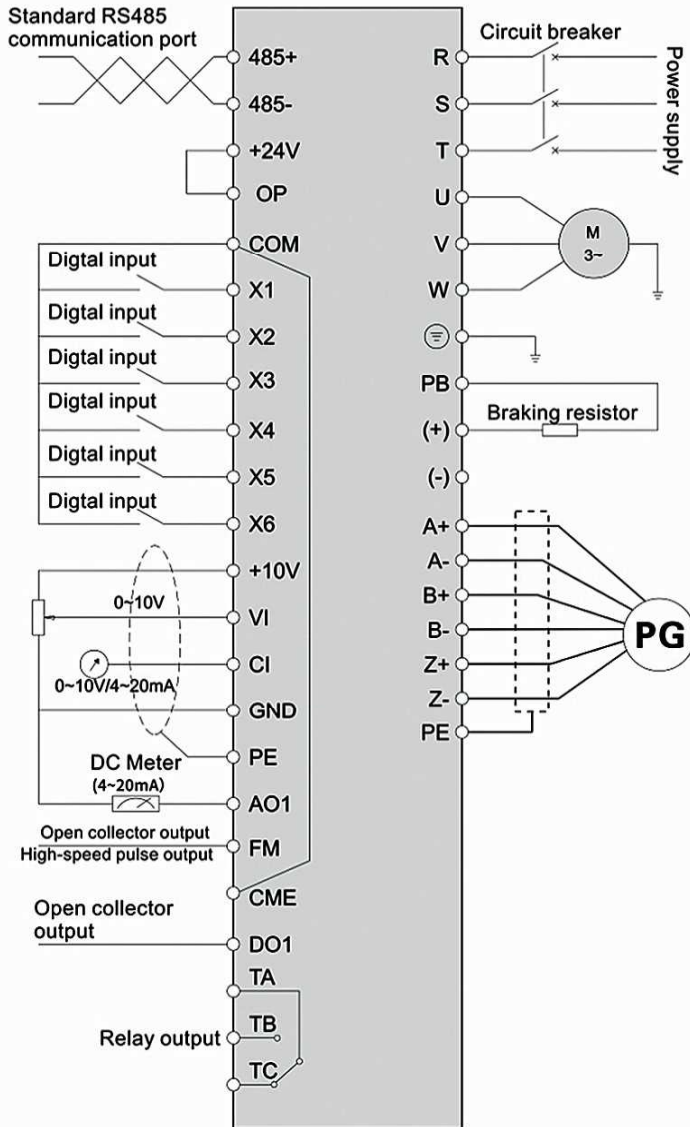 Standard RS485
communication port
485+
485-
+24V
OP
COM
Digtal input
X1
Digtal input
X2
Digtal input
X3
Digtal input
X4
Digtal input
X5
Digtal input
X6
+10V
0~10V
VI
CI
0~10V/4~20mA
GND
PE
DC Meter
(4~20mA)
AO1
Open collector output
High-speed pulse output
FM
CME
Open collector
output
DO1
TA
Relay output
TB
TC
Circuit breaker
R
S
T
Power supply
U
V
W
M
3~
PB
Braking resistor
(+)
(-)
A+
A-
B+
B-
Z+
Z-
PE
PG